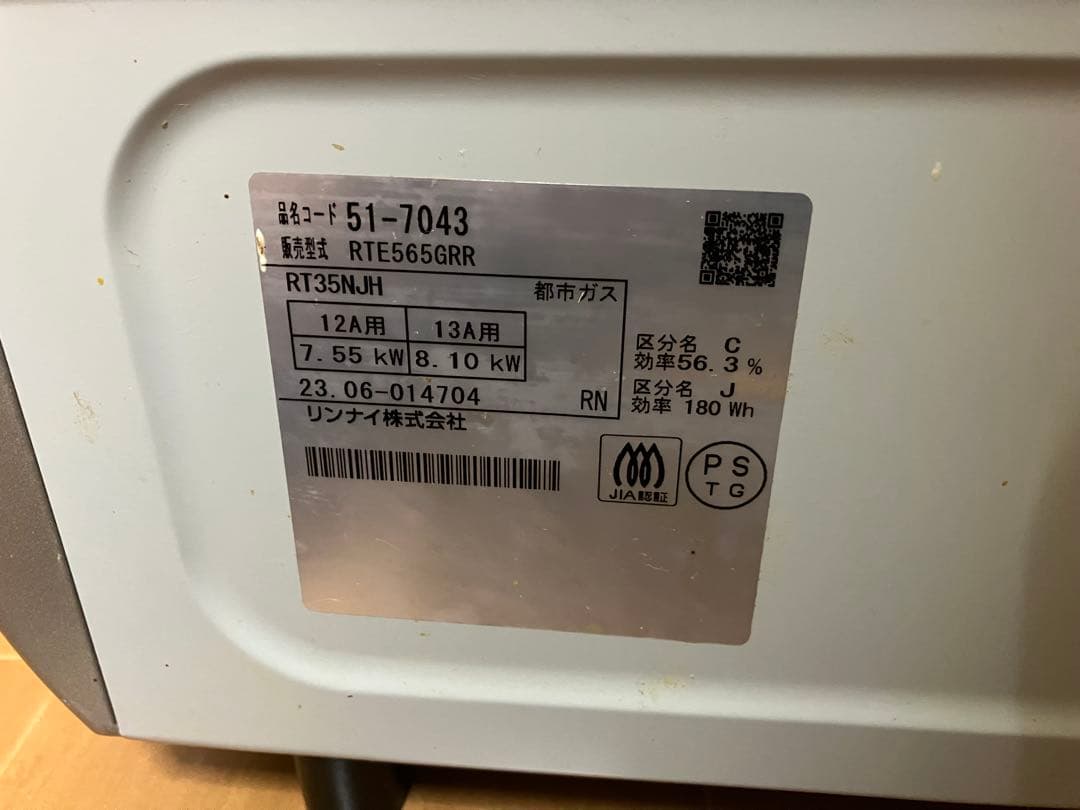 品名コード 51-7043
販売型式 RTE565GRR
RT35NJH 都市ガス
12A用 13A用
7.55 kW 8.10 kW
23.06-014704 RN
リンナイ株式会社
区分名 C
効率56.3 %
区分名 J
効率 180 Wh
JIA認証
PS
TG